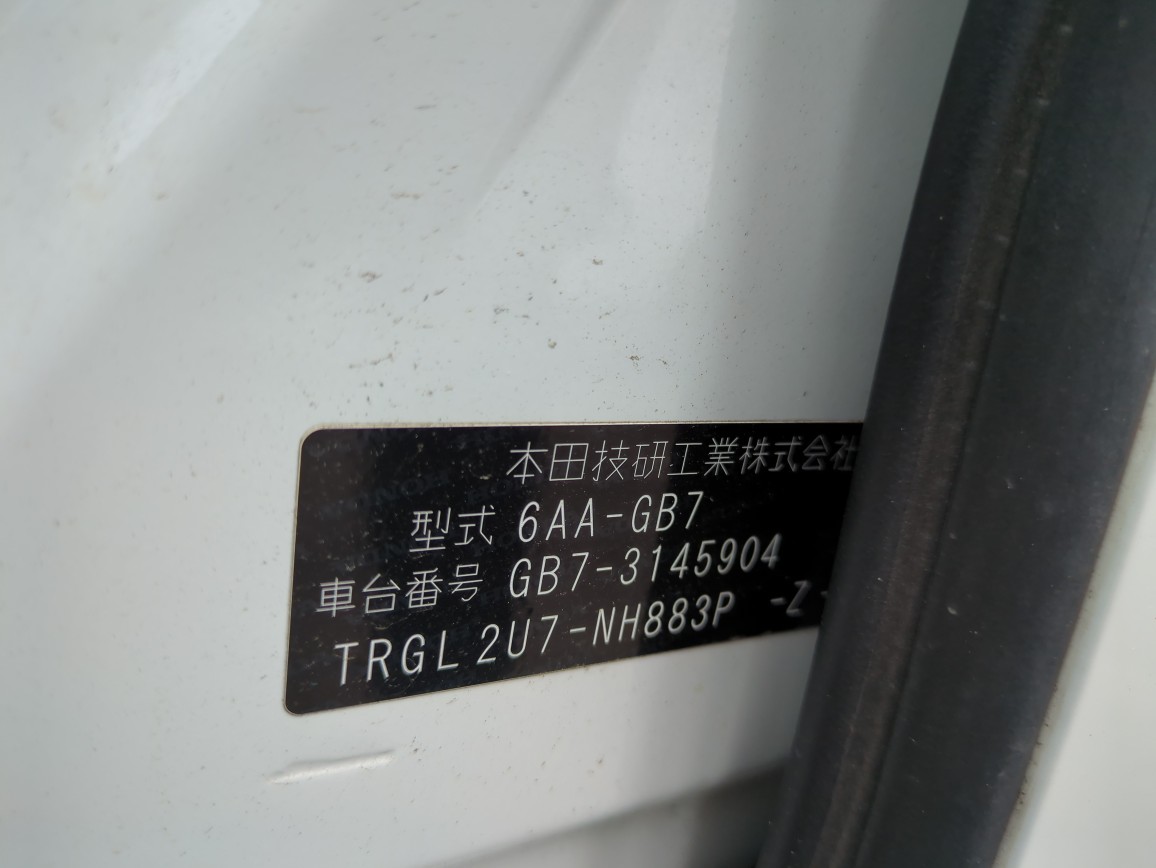 本田技研工業株式会社
型式 6AA-GB7
車台番号 GB7-3145904
TRGL 2U7-NH883P -Z-